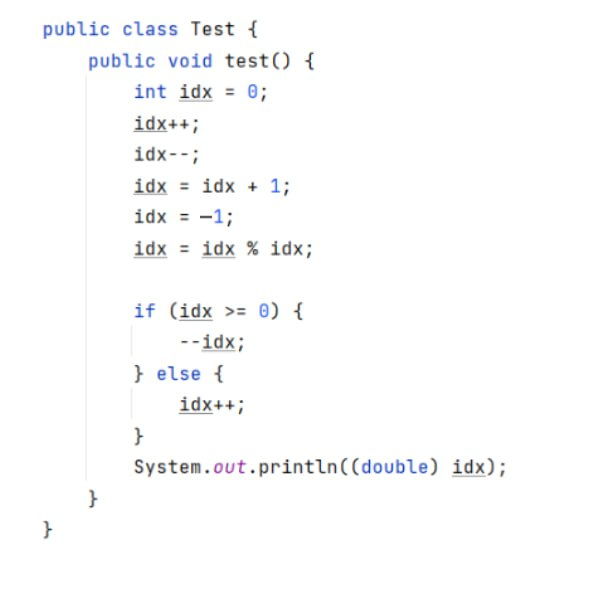 public class Test {
public void test() {
int idx = 0;
idx++;
idx--;
idx = idx + 1;
idx = -1;
idx = idx % idx;
if (idx >= 0) {
--idx;
} else {
idx++;
}
System.out.println((double) idx);
}
}